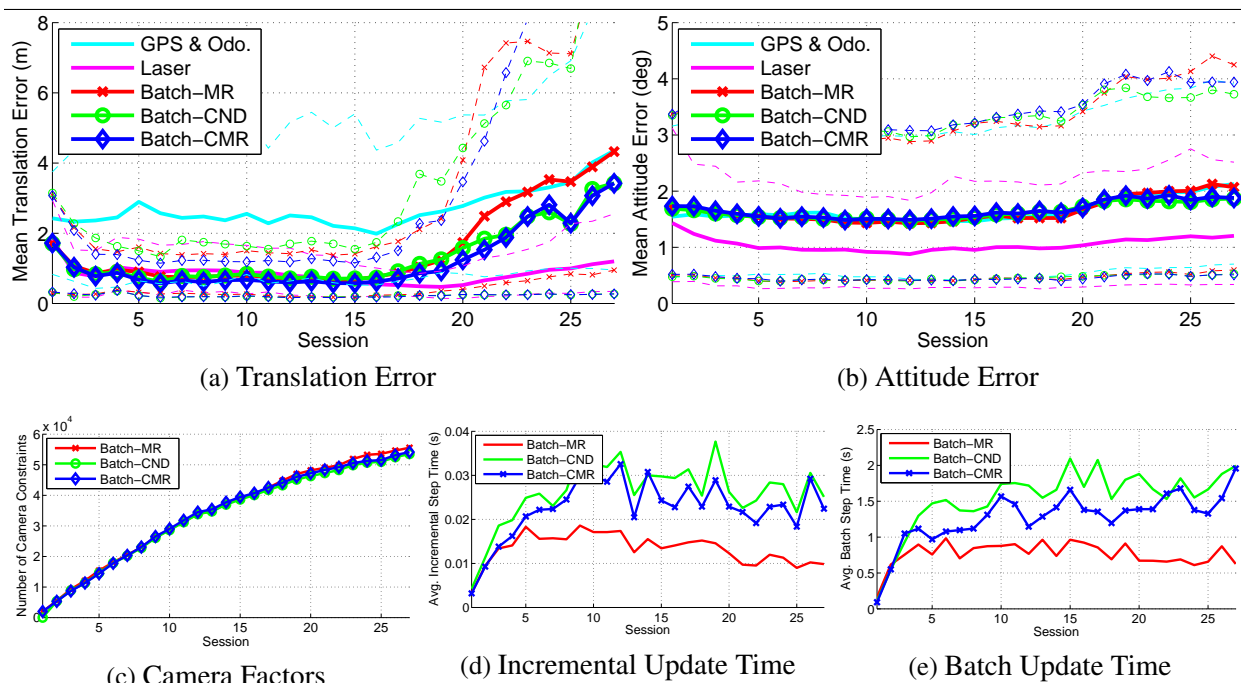 8
6
4
2
0
5
10
15
20
25
Mean Translation Error (m)
Session
GPS & Odo.
Laser
Batch−MR
Batch−CND
Batch−CMR
(a) Translation Error
5
4
3
2
1
0
5
10
15
20
25
Mean Attitude Error (deg)
Session
GPS & Odo.
Laser
Batch−MR
Batch−CND
Batch−CMR
(b) Attitude Error
x 10^4
6
5
4
3
2
1
0
5
10
15
20
25
Number of Camera Constraints
Session
Batch−MR
Batch−CND
Batch−CMR
(c) Camera Factors
0.04
0.03
0.02
0.01
0
5
10
15
20
25
Avg. Incremental Step Time (s)
Session
Batch−MR
Batch−CND
Batch−CMR
(d) Incremental Update Time
2.5
2
1.5
1
0.5
0
5
10
15
20
25
Avg. Batch Step Time (s)
Session
Batch−MR
Batch−CND
Batch−CMR
(e) Batch Update Time